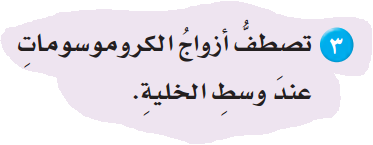 ٣ تصطفُّ أزواجُ الكروموسوماتِ
عندَ وسطِ الخليةِ.